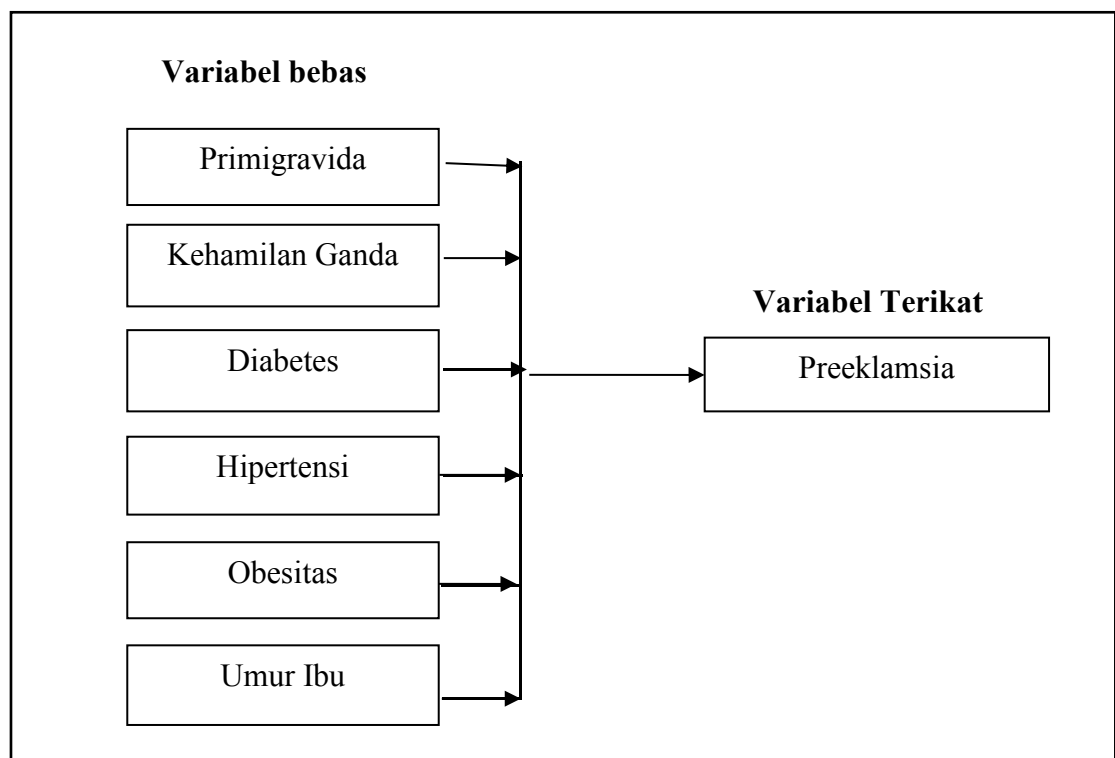 Variabel bebas
Primigravida
Kehamilan Ganda
Diabetes
Hipertensi
Obesitas
Umur Ibu
Variabel Terikat
Preeklamsia